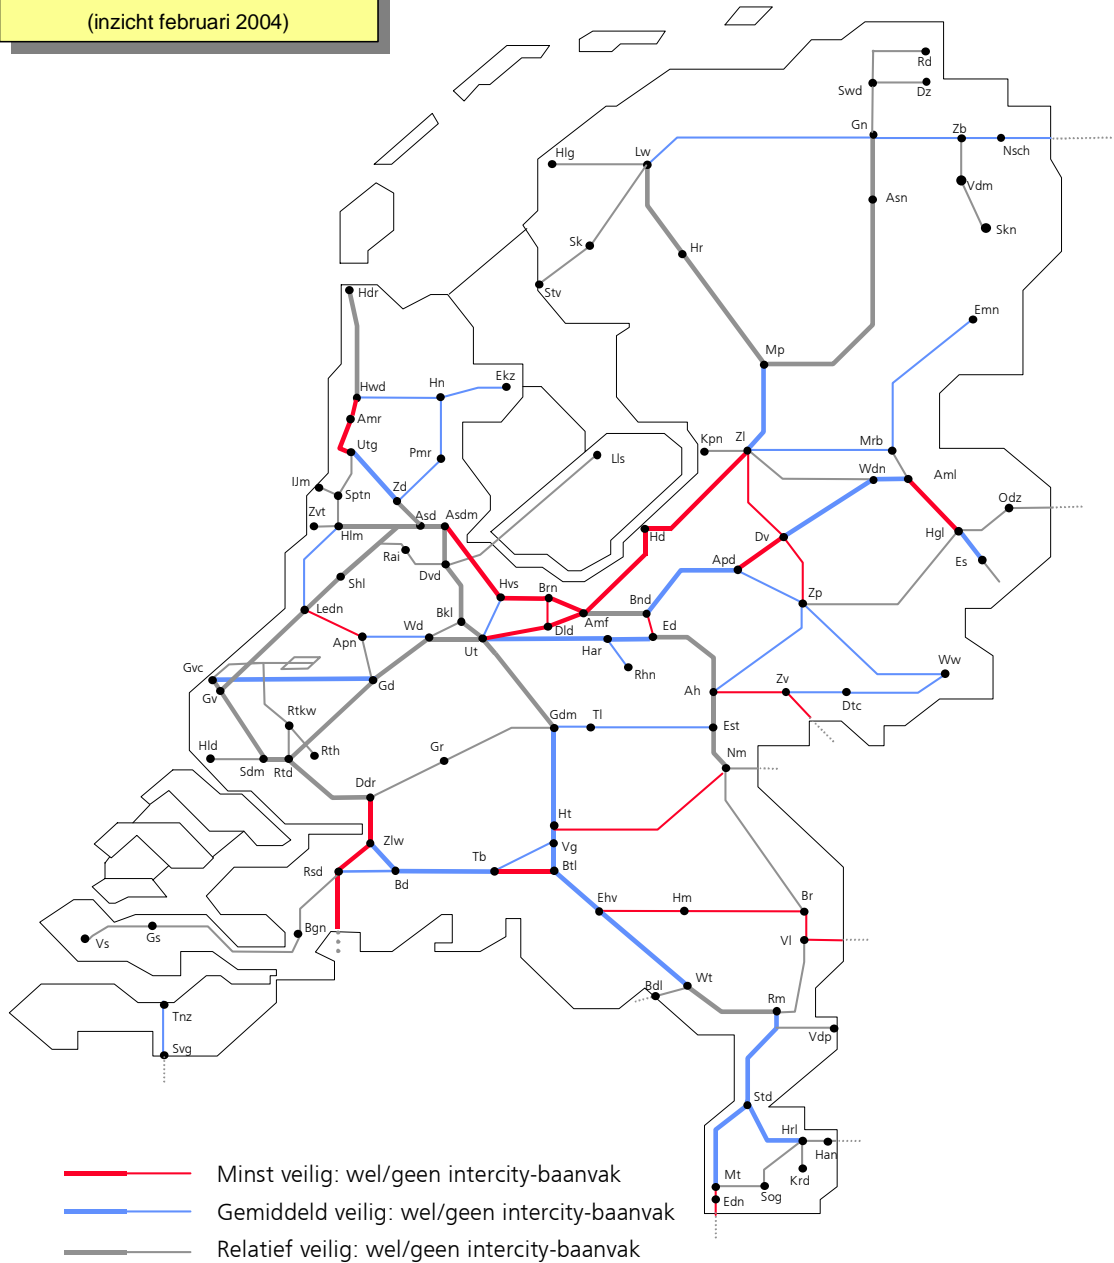 (inzicht februari 2004)
Rd
Swd
Dz
Gn
Zb
Nsch
Hlg
Lw
Vdm
Asn
Skn
Sk
Hr
Stv
Hdr
Emn
Mp
Hwd
Hn
Ekz
Amr
Kpn
Zl
Mrb
Utg
Pmr
Lls
Wdn
Aml
IJm
Sptn
Zd
Odz
Zvt
Hlm
Asd
Asdm
Hd
Dv
Hgl
Rai
Dvd
Apd
Es
Shl
Hvs
Brn
Zp
Ledn
Bkl
Bnd
Apn
Wd
Ut
Dld
Amf
Ed
Har
Rhn
Gvc
Gd
Ww
Gv
Ah
Zv
Dtc
Rtkw
Gdm
Tl
Est
Hld
Sdm
Rtd
Rth
Gr
Nm
Ddr
Ht
Zlw
Vg
Rsd
Bd
Tb
Btl
Ehv
Hm
Br
Vs
Gs
Bgn
Vl
Bdl
Wt
Rm
Tnz
Vdp
Svg
Std
Hrl
Han
Mt
Krd
Edn
Sog
Minst veilig: wel/geen intercity-baanvak
Gemiddeld veilig: wel/geen intercity-baanvak
Relatief veilig: wel/geen intercity-baanvak